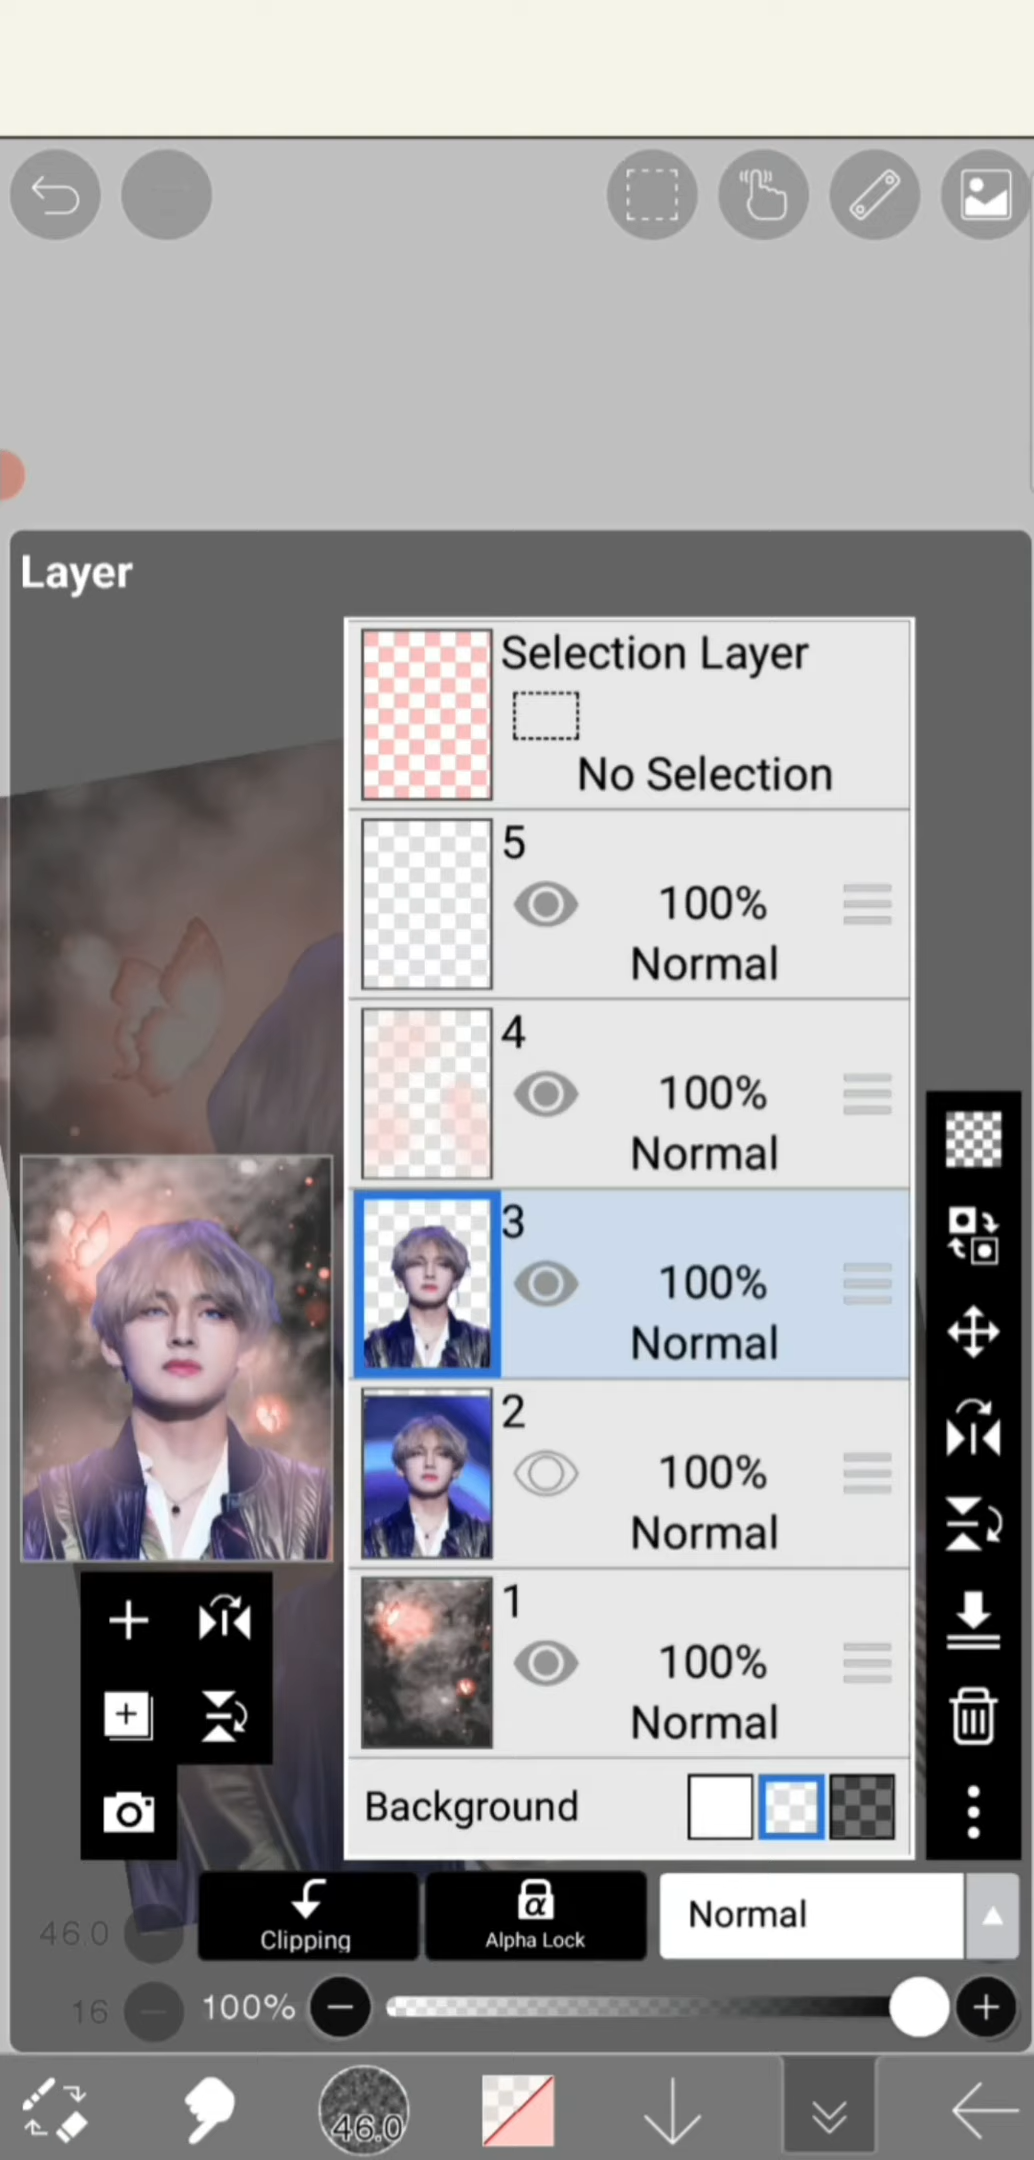 Layer
Selection Layer
No Selection
5
100%
Normal
4
100%
Normal
3
100%
Normal
2
100%
Normal
1
100%
Normal
Background
Clipping
α
Alpha Lock
Normal
46.0
16
100%
46.0